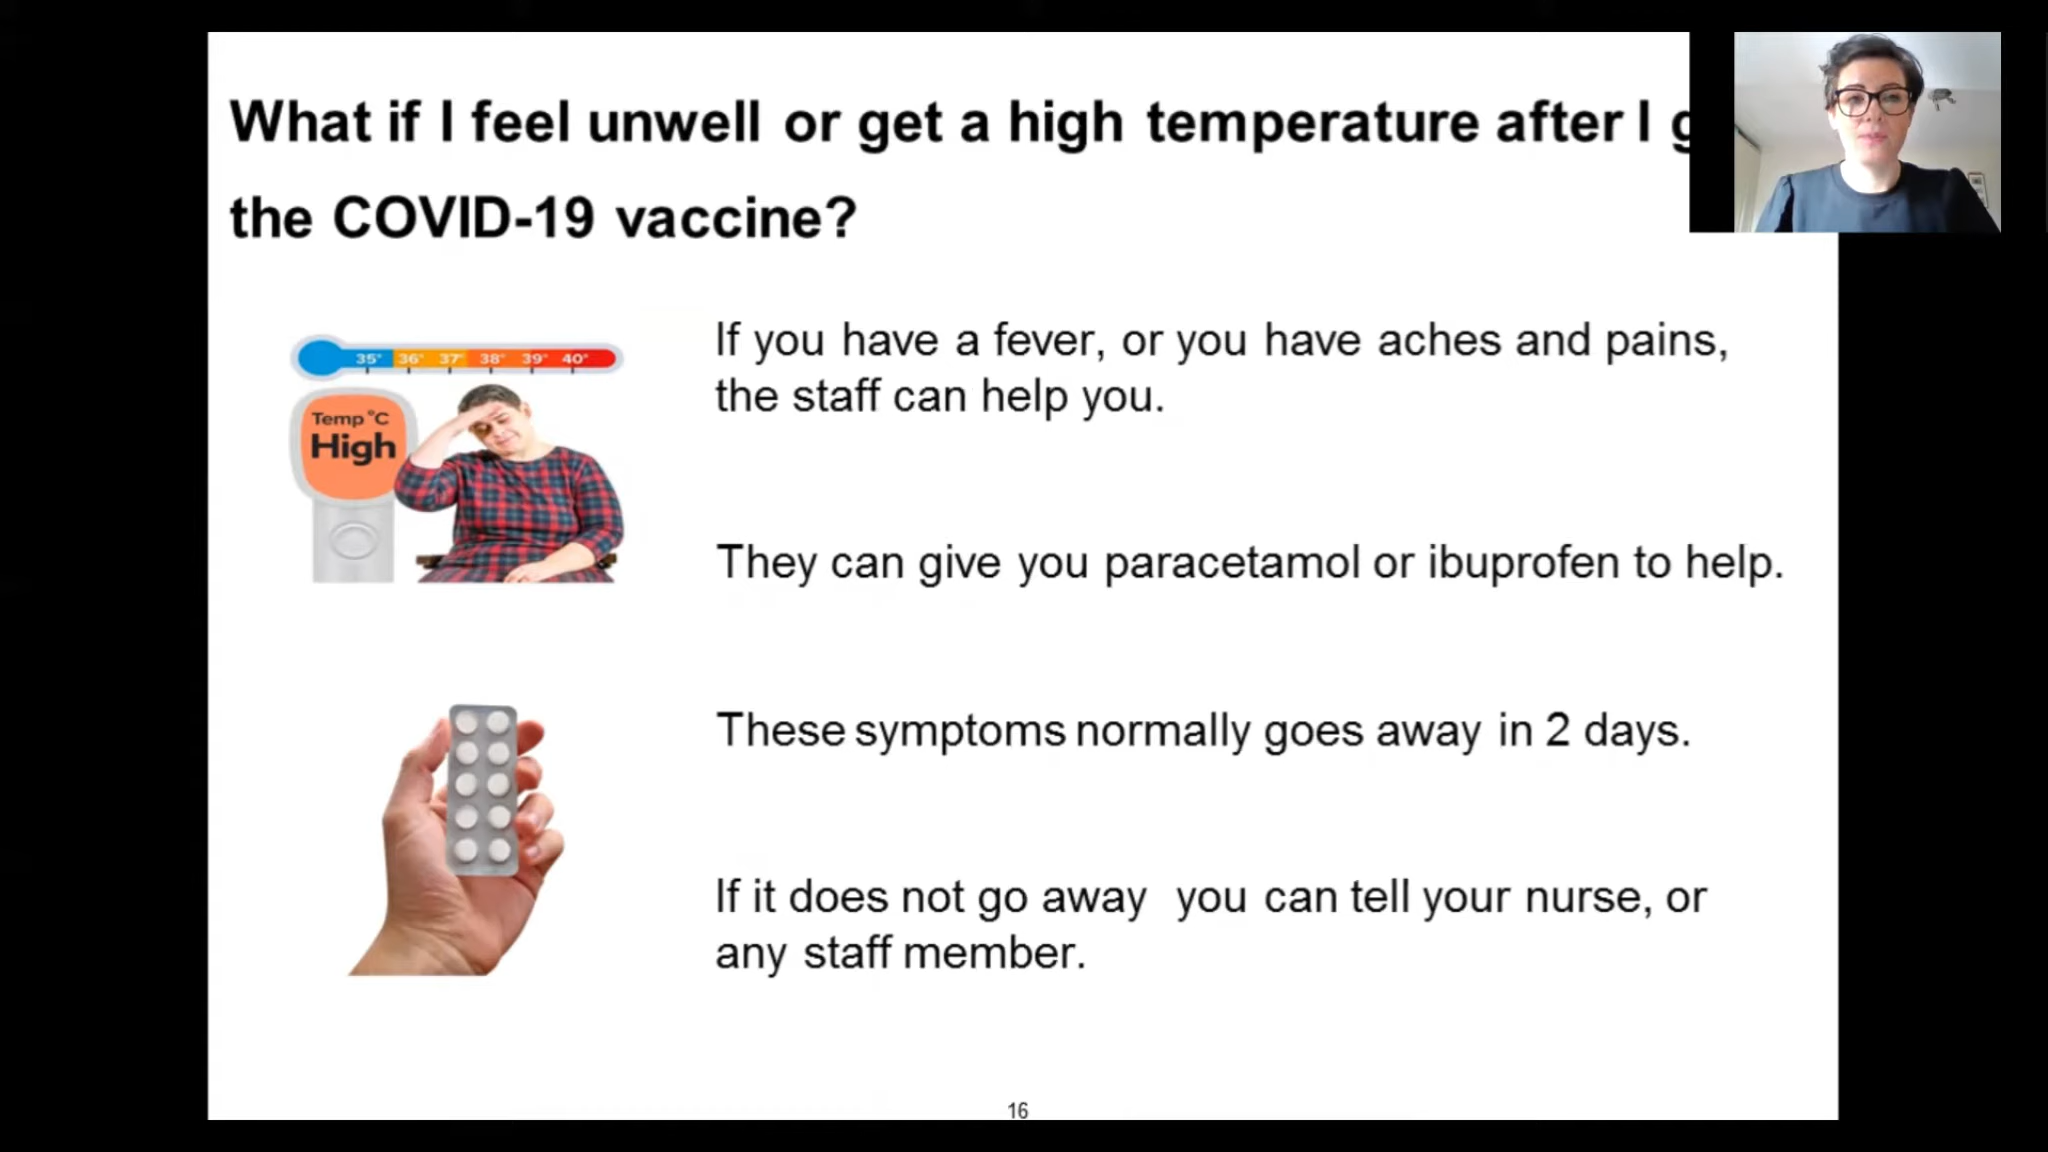 What if I feel unwell or get a high temperature after I g
the COVID-19 vaccine?
35° 36° 37° 38° 39° 40°
Temp °C
High
If you have a fever, or you have aches and pains,
the staff can help you.
They can give you paracetamol or ibuprofen to help.
These symptoms normally goes away in 2 days.
If it does not go away you can tell your nurse, or
any staff member.
16